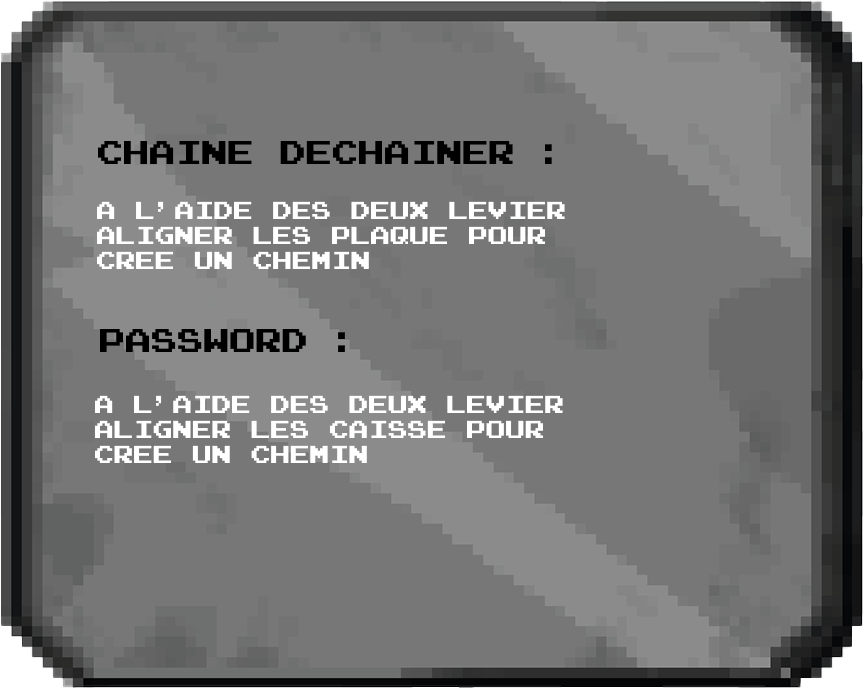 CHAINE DECHAINER :
A L'AIDE DES DEUX LEVIER
ALIGNER LES PLAQUE POUR
CREE UN CHEMIN
PASSWORD :
A L'AIDE DES DEUX LEVIER
ALIGNER LES CAISSE POUR
CREE UN CHEMIN